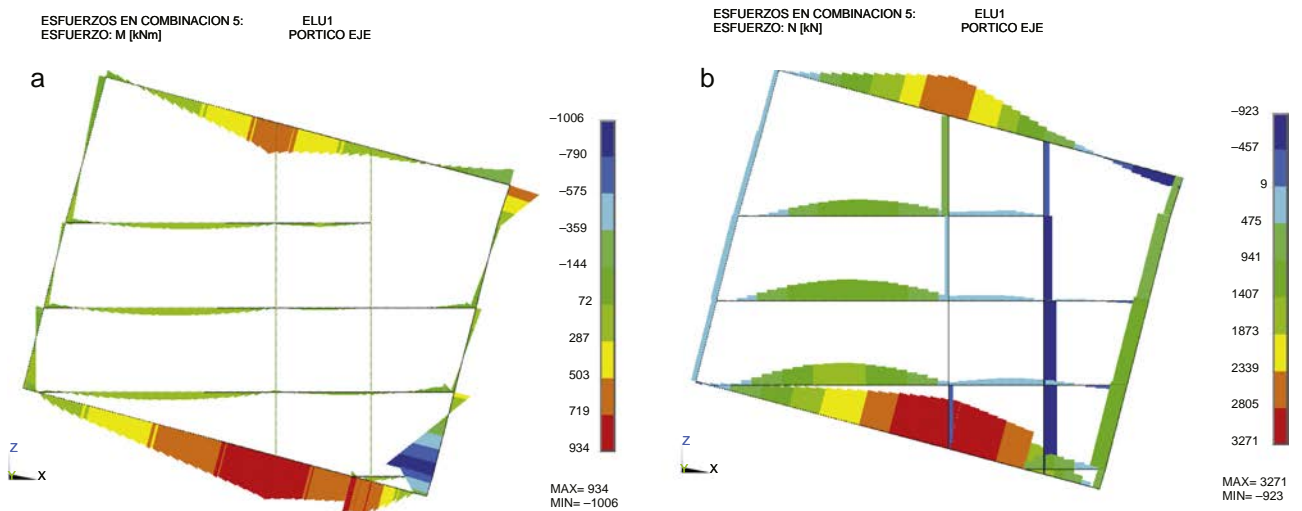 ESFUERZOS EN COMBINACION 5: ELU1
ESFUERZO: M [kNm] PORTICO EJE
a
–1006
–790
–575
–359
–144
72
287
503
719
934
Z
X
MAX= 934
MIN= –1006
ESFUERZOS EN COMBINACION 5: ELU1
ESFUERZO: N [kN] PORTICO EJE
b
–923
–457
9
475
941
1407
1873
2339
2805
3271
Z
X
MAX= 3271
MIN= –923